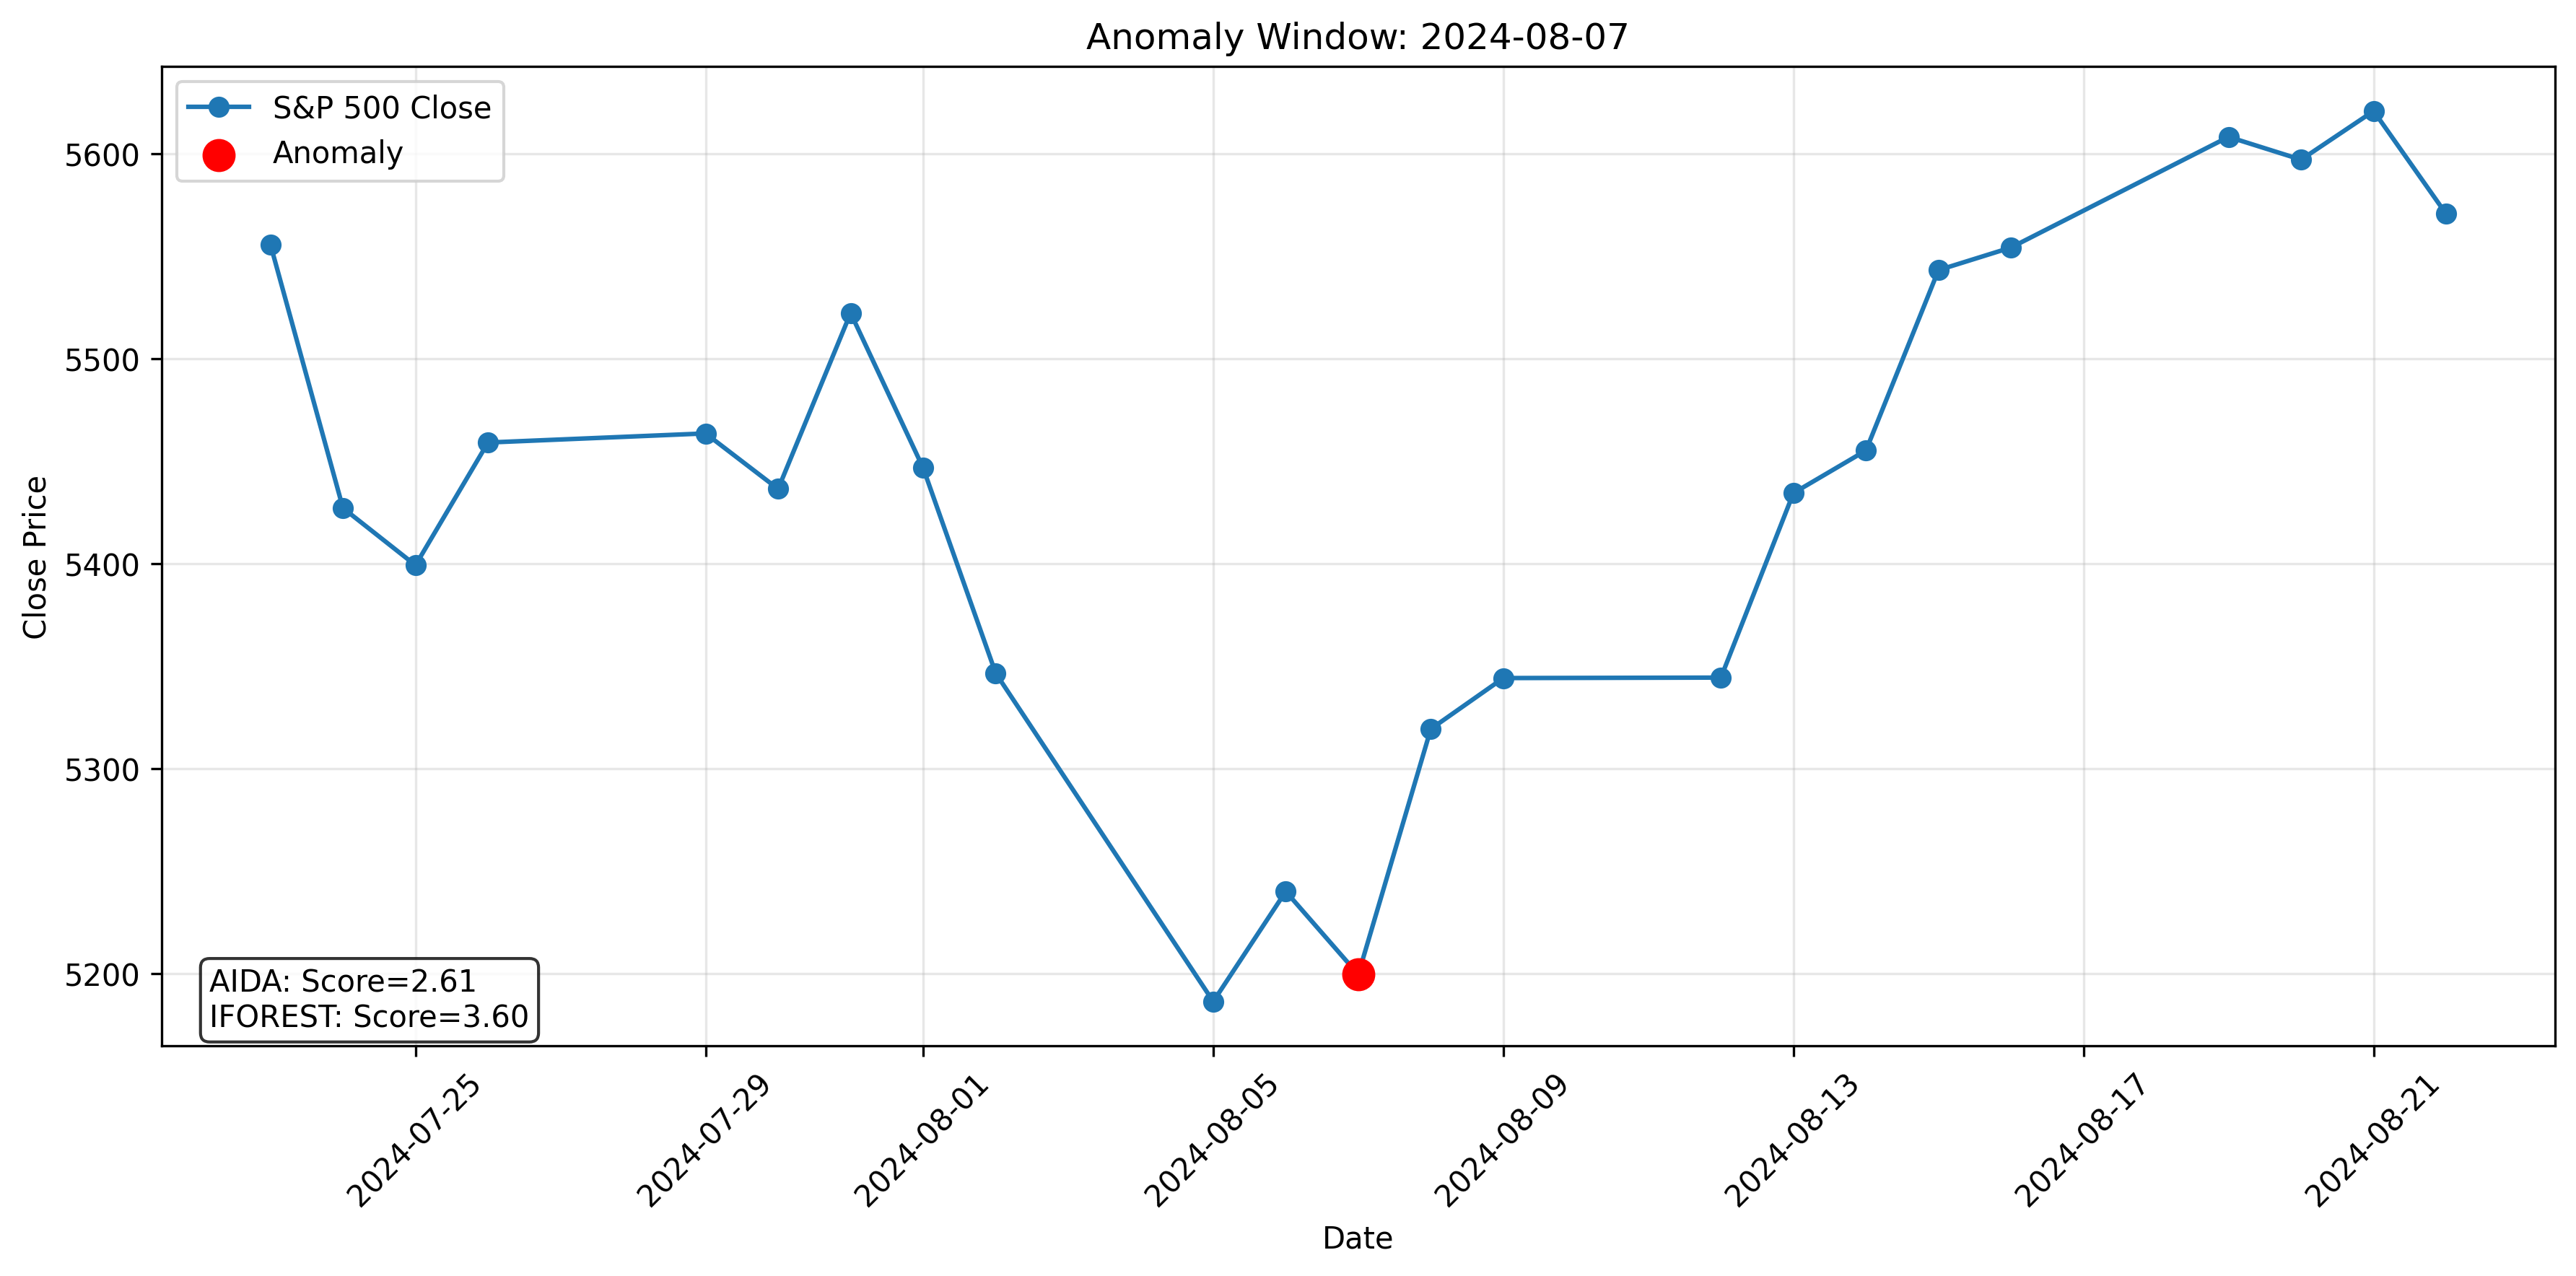 Anomaly Window: 2024-08-07
S&P 500 Close
Anomaly
5600
5500
5400
5300
5200
Close Price
AIDA: Score=2.61
IFOREST: Score=3.60
2024-07-25
2024-07-29
2024-08-01
2024-08-05
2024-08-09
2024-08-13
2024-08-17
2024-08-21
Date